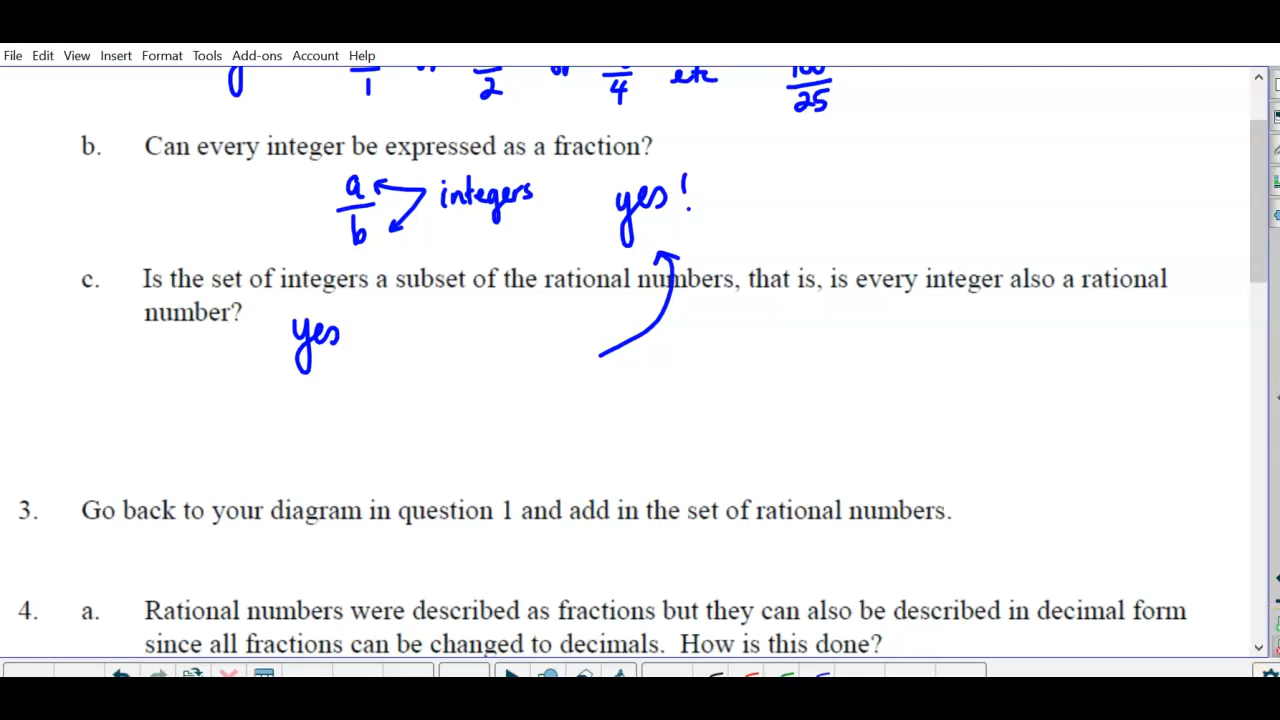 File Edit View Insert Format Tools Add-ons Account Help
1 2 4 etc 25
b. Can every integer be expressed as a fraction?
a/b integers yes!
c. Is the set of integers a subset of the rational numbers, that is, is every integer also a rational
number?
yes
3. Go back to your diagram in question 1 and add in the set of rational numbers.
4. a. Rational numbers were described as fractions but they can also be described in decimal form
since all fractions can be changed to decimals. How is this done?